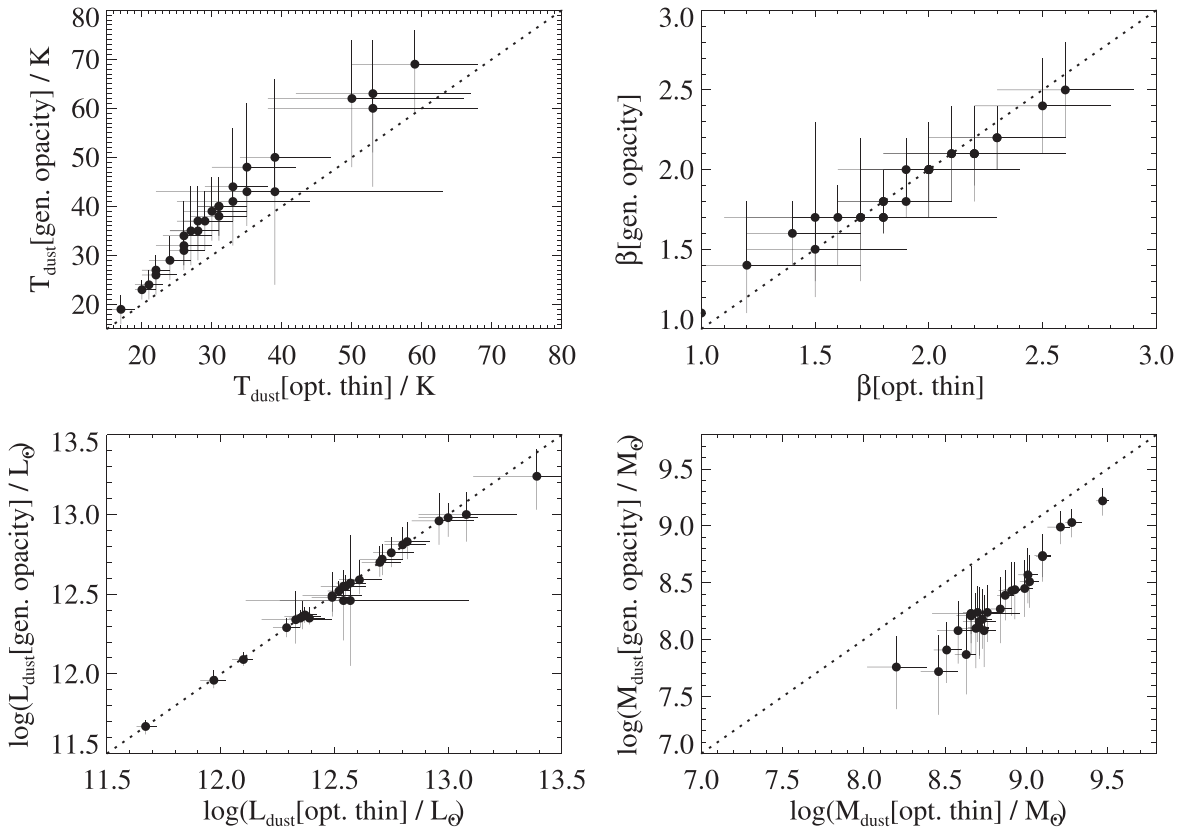 80
70
60
50
40
30
20
T_dust[gen. opacity] / K
20 30 40 50 60 70 80
T_dust[opt. thin] / K
3.0
2.5
2.0
1.5
1.0
β[gen. opacity]
1.0 1.5 2.0 2.5 3.0
β[opt. thin]
13.5
13.0
12.5
12.0
11.5
log(L_dust[gen. opacity] / L_⊙)
11.5 12.0 12.5 13.0 13.5
log(L_dust[opt. thin] / L_⊙)
9.5
9.0
8.5
8.0
7.5
7.0
log(M_dust[gen. opacity] / M_⊙)
7.0 7.5 8.0 8.5 9.0 9.5
log(M_dust[opt. thin] / M_⊙)